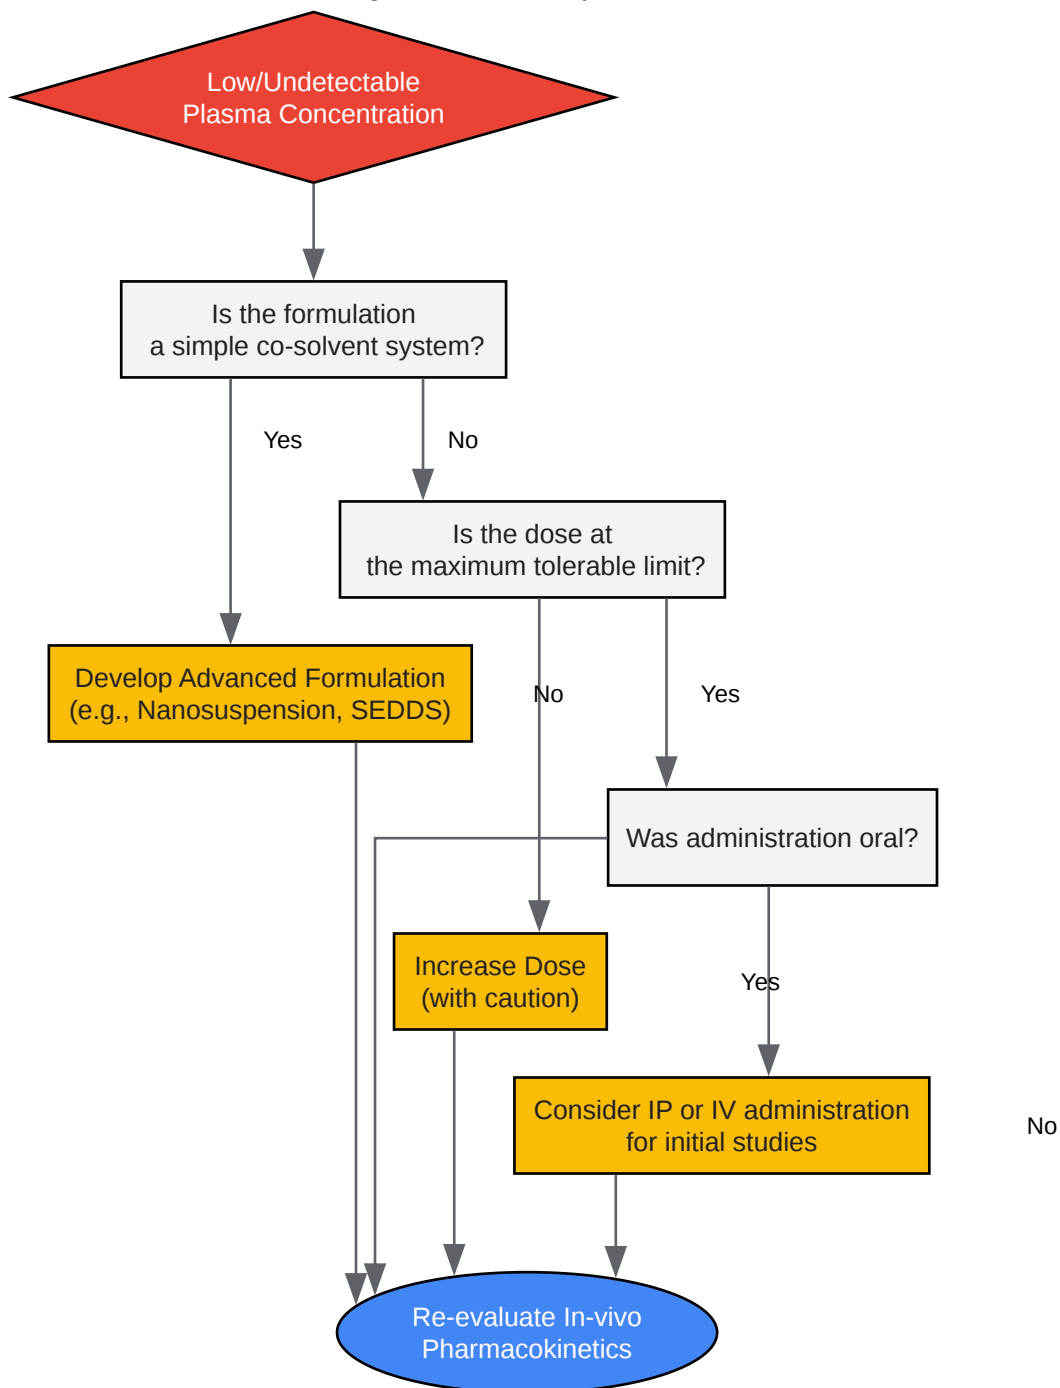 Low/Undetectable
Plasma Concentration
Is the formulation
a simple co-solvent system?
Yes
No
Is the dose at
the maximum tolerable limit?
Develop Advanced Formulation
(e.g., Nanosuspension, SEDDS)
No
Yes
Was administration oral?
Increase Dose
(with caution)
Yes
Consider IP or IV administration
for initial studies
No
Re-evaluate In-vivo
Pharmacokinetics